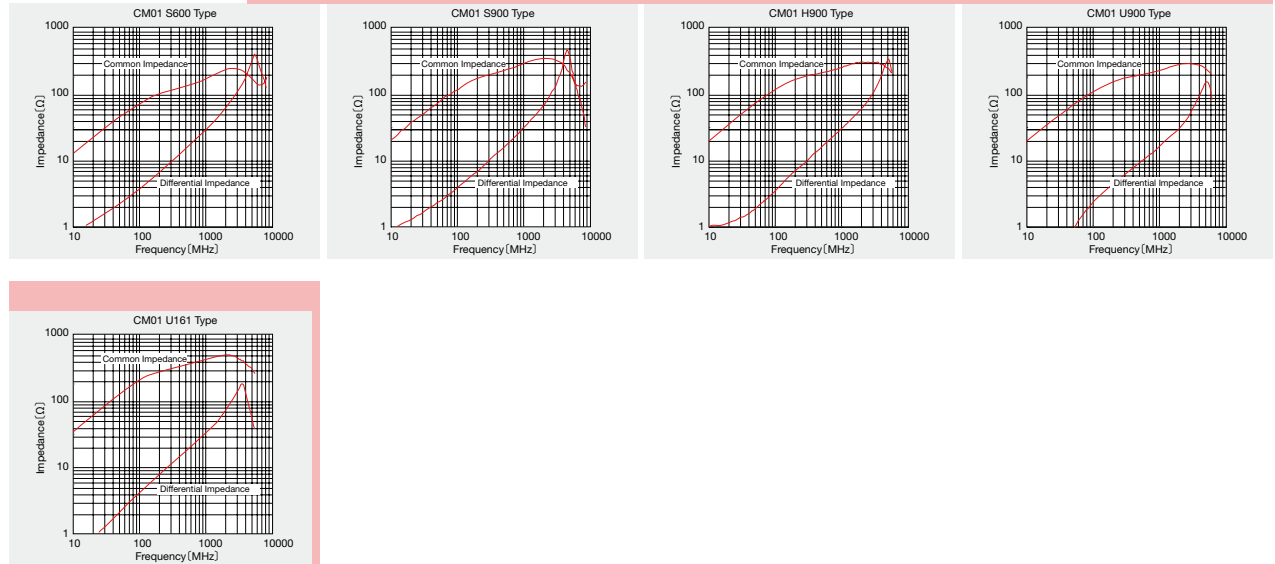 CM01 S600 Type
1000
100
10
1
Impedance〔Ω〕
Common Impedance
Differential Impedance
10 100 1000 10000
Frequency〔MHz〕
CM01 S900 Type
1000
100
10
1
Impedance〔Ω〕
Common Impedance
Differential Impedance
10 100 1000 10000
Frequency〔MHz〕
CM01 H900 Type
1000
100
10
1
Impedance〔Ω〕
Common Impedance
Differential Impedance
10 100 1000 10000
Frequency〔MHz〕
CM01 U900 Type
1000
100
10
1
Impedance〔Ω〕
Common Impedance
Differential Impedance
10 100 1000 10000
Frequency〔MHz〕
CM01 U161 Type
1000
100
10
1
Impedance〔Ω〕
Common Impedance
Differential Impedance
10 100 1000 10000
Frequency〔MHz〕